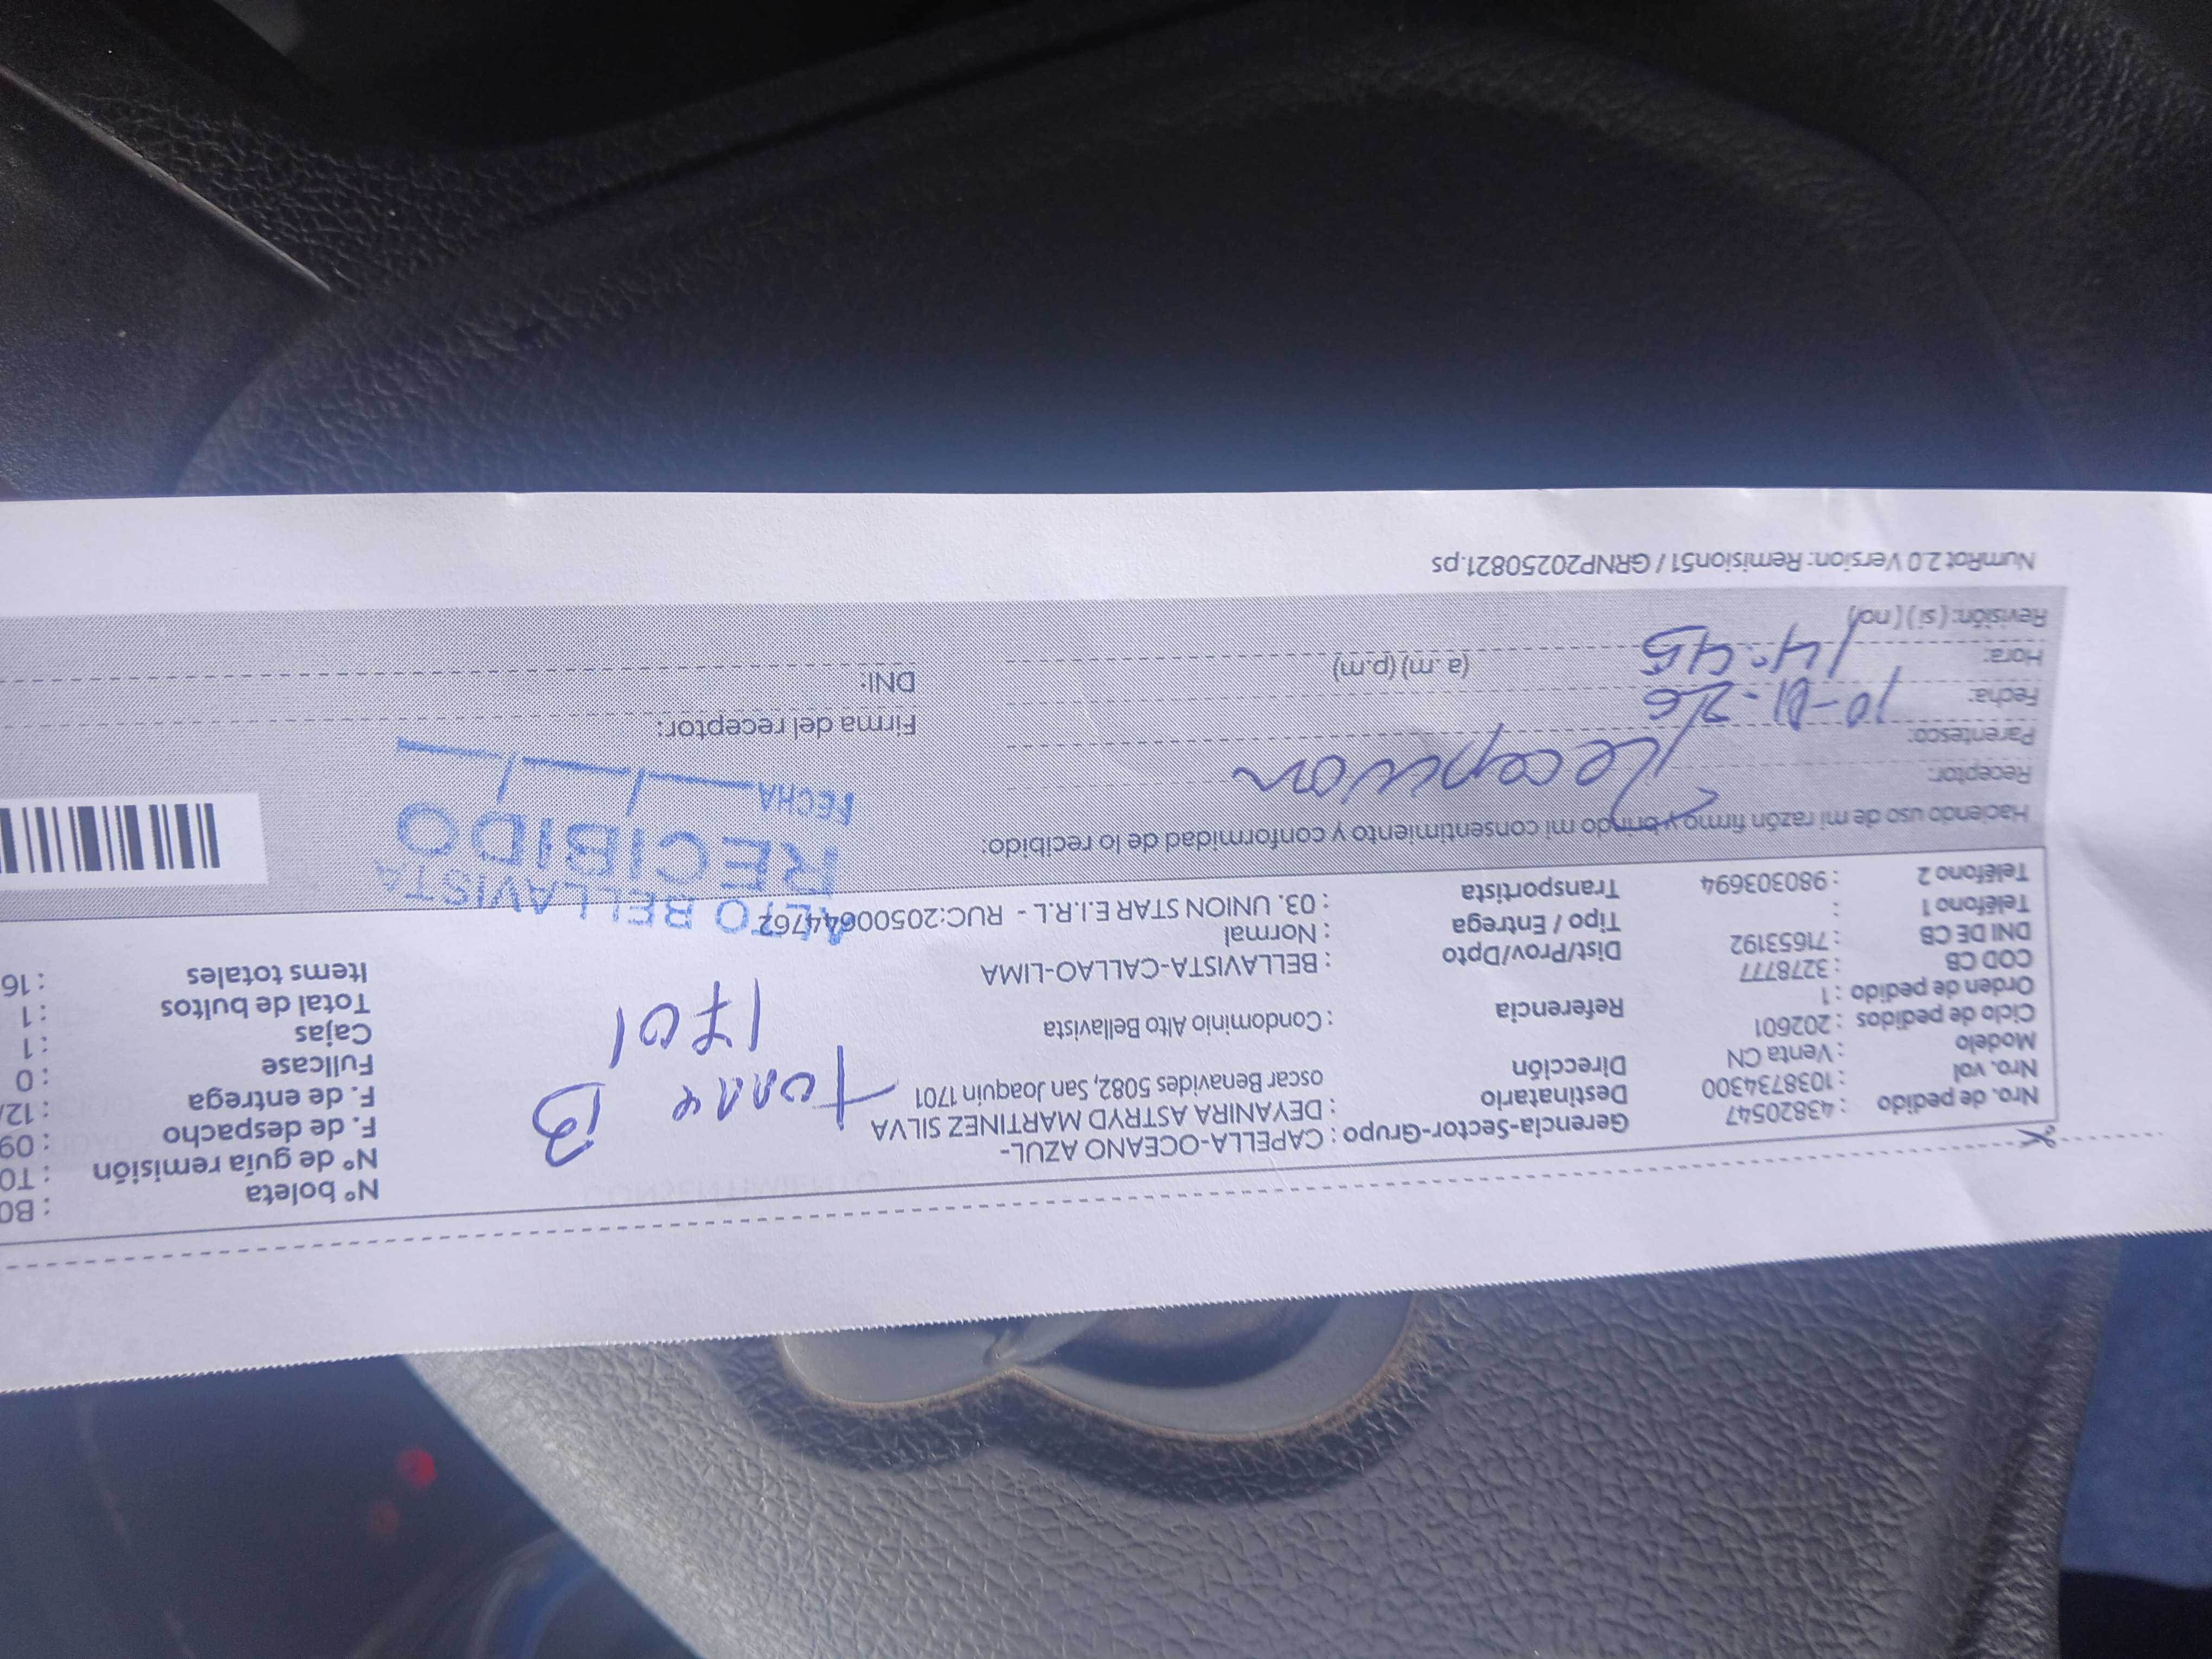 Nro. de pedido : 43820547
Nro. vol : 1038734300
Modelo : Venta CN
Ciclo de pedidos : 202601
Orden de pedido : 1
COD CB : 3278777
DNI DE CB : 71653192
Teléfono 1 :
Teléfono 2 : 980303694
Gerencia-Sector-Grupo : CAPELLA-OCEANO AZUL-
Destinatario : DEYANIRA ASTRYD MARTINEZ SILVA
Dirección oscar Benavides 5082, San Joaquin 1701
Referencia : Condominio Alto Bellavista
Dist/Prov/Dpto : BELLAVISTA-CALLAO-LIMA
Tipo / Entrega : Normal
Transportista : 03. UNION STAR E.I.R.L - RUC:20500644762
Torre B
1701
N° boleta : B0
N° de guía remisión : T0
F. de despacho : 09
F. de entrega : 12/
Fullcase : 0
Cajas : 1
Total de bultos : 1
Items totales : 16
Haciendo uso de mi razón firmo y brindo mi consentimiento y conformidad de lo recibido:
Receptor: Recepcion
Parentesco:
Fecha: 10-01-26
Hora: 14:45 (a.m) (p.m)
Revisión: ( si ) ( no )
ALTO BELLAVISTA
RECIBIDO
FECHA
Firma del receptor:
DNI:
NumRot 2.0 Version: Remision51 / GRNP20250821.ps